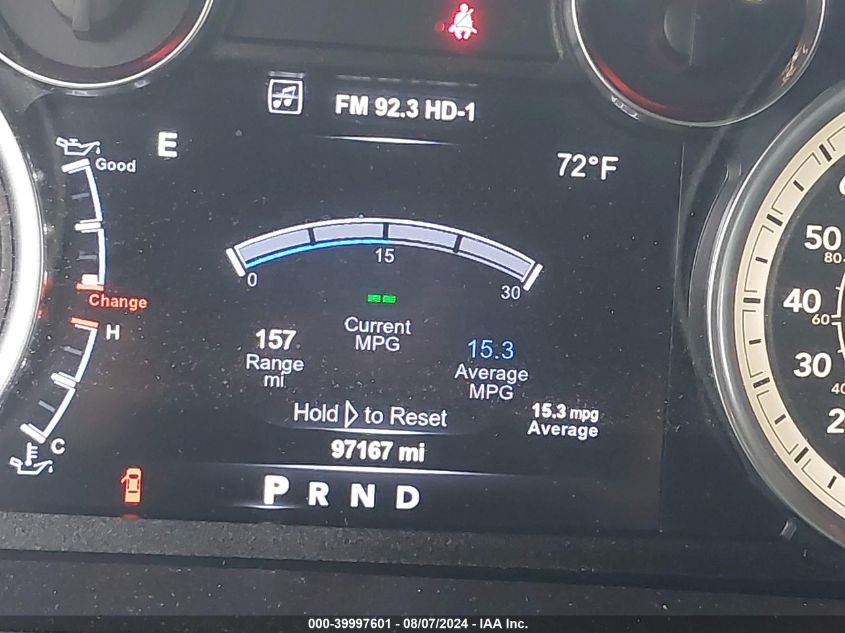 FM 92.3 HD-1
E
Good
72°F
50
80
15
0
30
Change
40
60
H
157
Range
mi
Current
MPG
15.3
Average
MPG
30
40
Hold to Reset
15.3 mpg
Average
2
C
97167 mi
P R N D
000-39997601 - 08/07/2024 - IAA Inc.